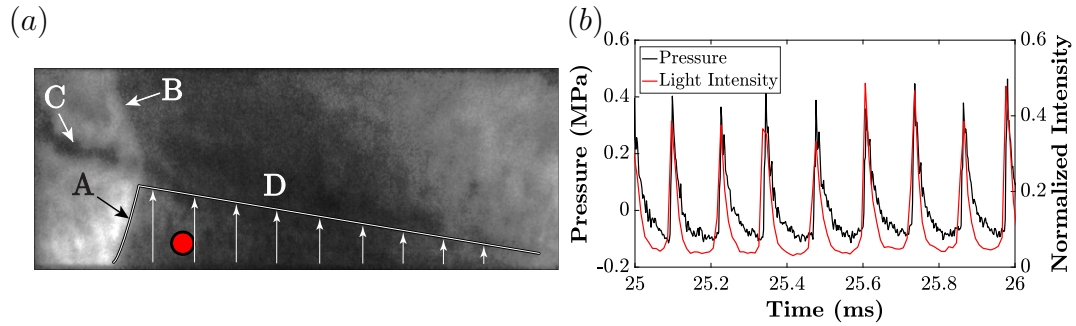 (a)
A
B
C
D
(b)
Pressure
Light Intensity
Pressure (MPa)
0.6
0.4
0.2
0
-0.2
Normalized Intensity
0.6
0.4
0.2
0
25
25.2
25.4
25.6
25.8
26
Time (ms)